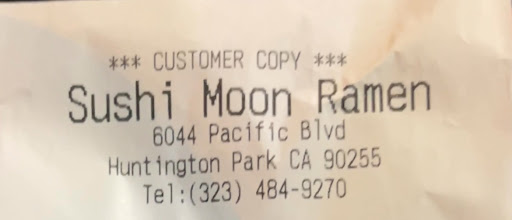 *** CUSTOMER COPY ***
Sushi Moon Ramen
6044 Pacific Blvd
Huntington Park CA 90255
Tel:(323) 484-9270